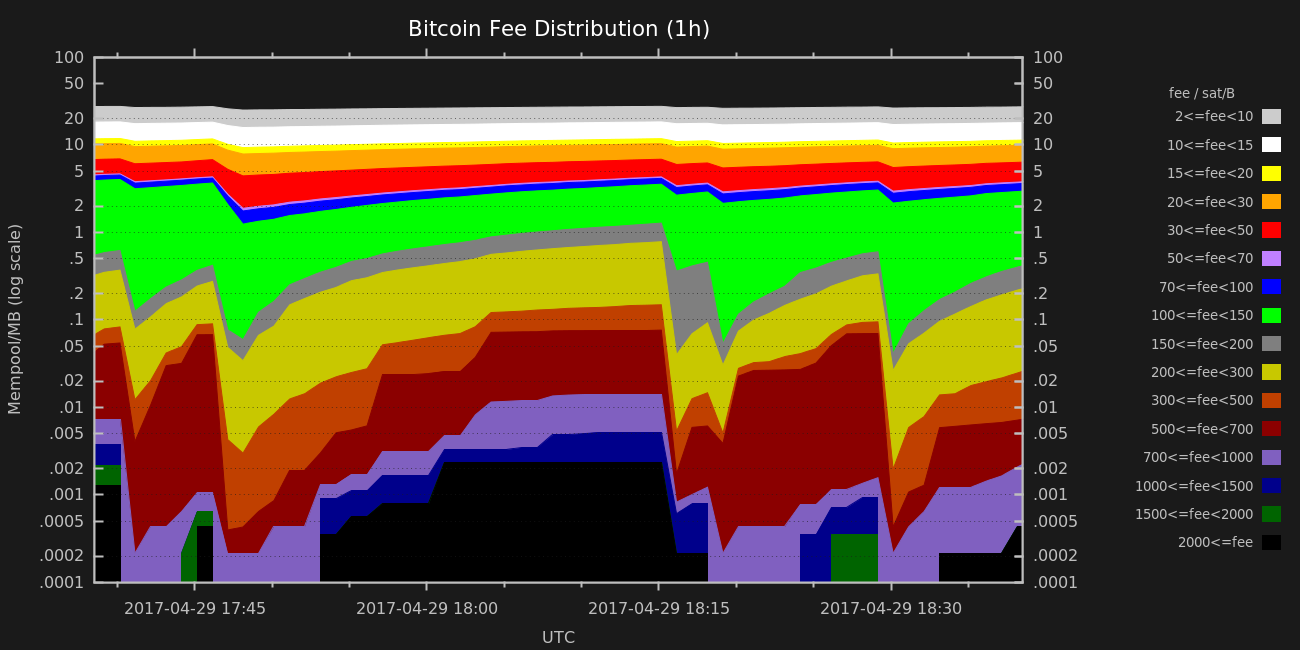 Bitcoin Fee Distribution (1h)
Mempool/MB (log scale)
100
50
20
10
5
2
1
.5
.2
.1
.05
.02
.01
.005
.002
.001
.0005
.0002
.0001
100
50
20
10
5
2
1
.5
.2
.1
.05
.02
.01
.005
.002
.001
.0005
.0002
.0001
2017-04-29 17:45
2017-04-29 18:00
2017-04-29 18:15
2017-04-29 18:30
UTC
fee / sat/B
2<=fee<10
10<=fee<15
15<=fee<20
20<=fee<30
30<=fee<50
50<=fee<70
70<=fee<100
100<=fee<150
150<=fee<200
200<=fee<300
300<=fee<500
500<=fee<700
700<=fee<1000
1000<=fee<1500
1500<=fee<2000
2000<=fee